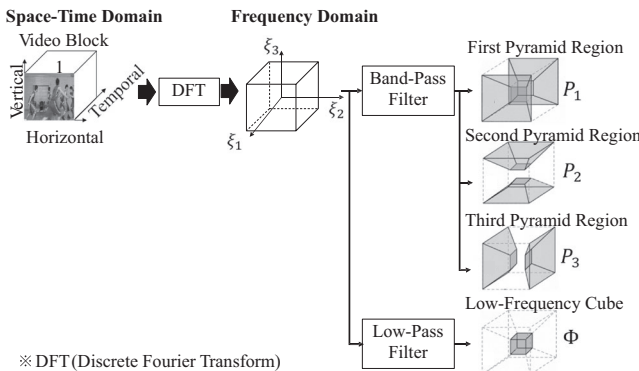 Space-Time Domain
Frequency Domain
Video Block
1
Vertical
Temporal
Horizontal
DFT
ξ3
ξ2
ξ1
Band-Pass
Filter
Low-Pass
Filter
First Pyramid Region
P1
Second Pyramid Region
P2
Third Pyramid Region
P3
Low-Frequency Cube
Φ
※ DFT(Discrete Fourier Transform)